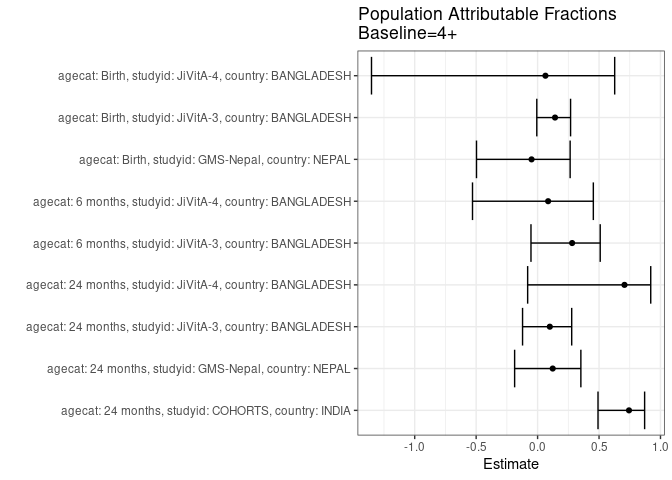 Population Attributable Fractions
Baseline=4+
agecat: Birth, studyid: JiVitA-4, country: BANGLADESH
agecat: Birth, studyid: JiVitA-3, country: BANGLADESH
agecat: Birth, studyid: GMS-Nepal, country: NEPAL
agecat: 6 months, studyid: JiVitA-4, country: BANGLADESH
agecat: 6 months, studyid: JiVitA-3, country: BANGLADESH
agecat: 24 months, studyid: JiVitA-4, country: BANGLADESH
agecat: 24 months, studyid: JiVitA-3, country: BANGLADESH
agecat: 24 months, studyid: GMS-Nepal, country: NEPAL
agecat: 24 months, studyid: COHORTS, country: INDIA
-1.0 -0.5 0.0 0.5 1.0
Estimate